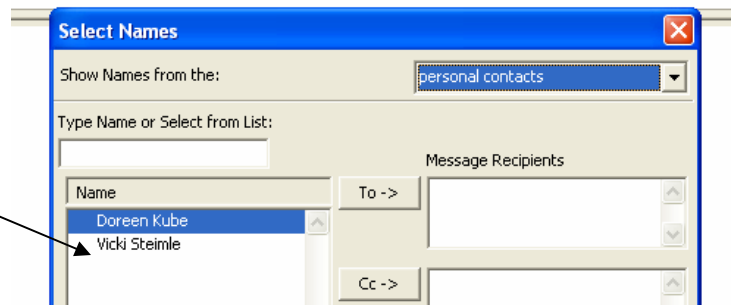 Select Names
Show Names from the:
personal contacts
Type Name or Select from List:
Message Recipients
Name
To ->
Doreen Kube
Vicki Steimle
Cc ->